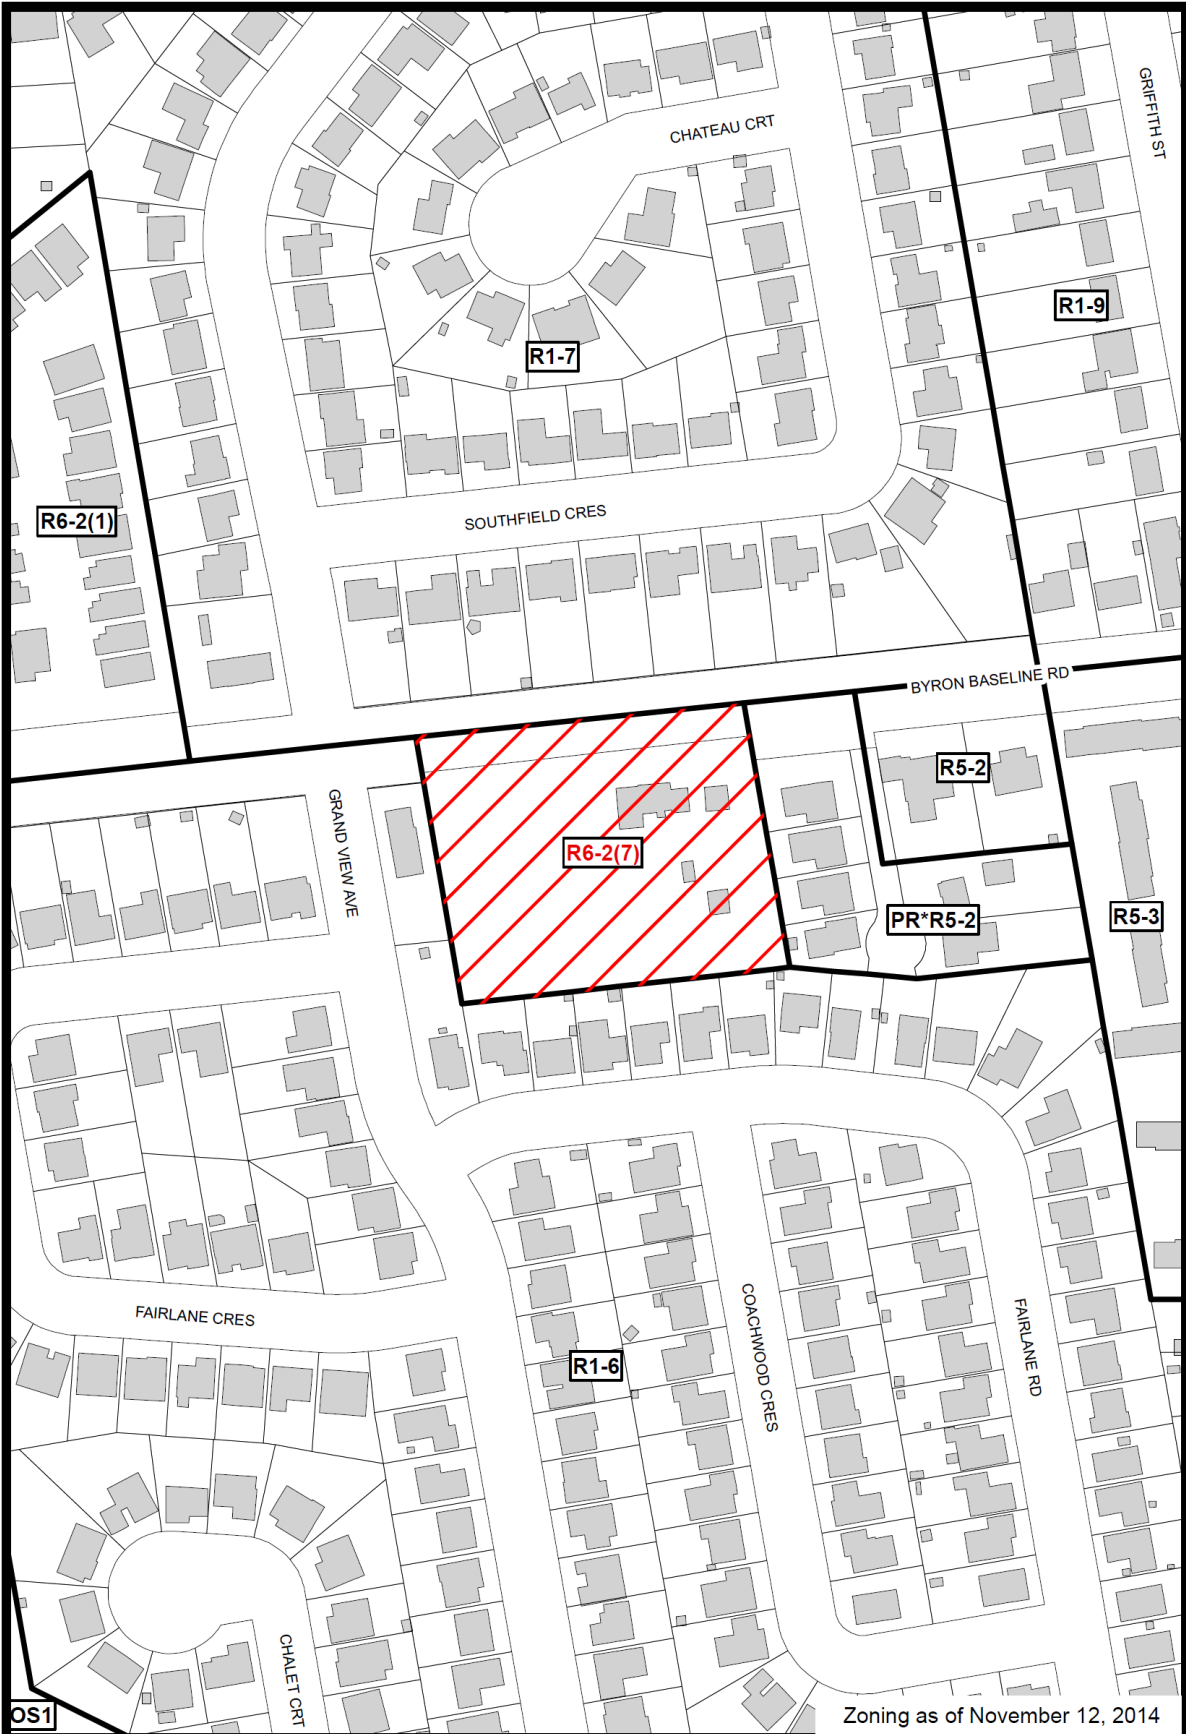 GRIFFITH ST
CHATEAU CRT
R1-9
R1-7
R6-2(1)
SOUTHFIELD CRES
BYRON BASELINE RD
R5-2
GRAND VIEW AVE
R6-2(7)
PR*R5-2
R5-3
FAIRLANE CRES
COACHWOOD CRES
FAIRLANE RD
R1-6
CHALET CRT
OS1
Zoning as of November 12, 2014